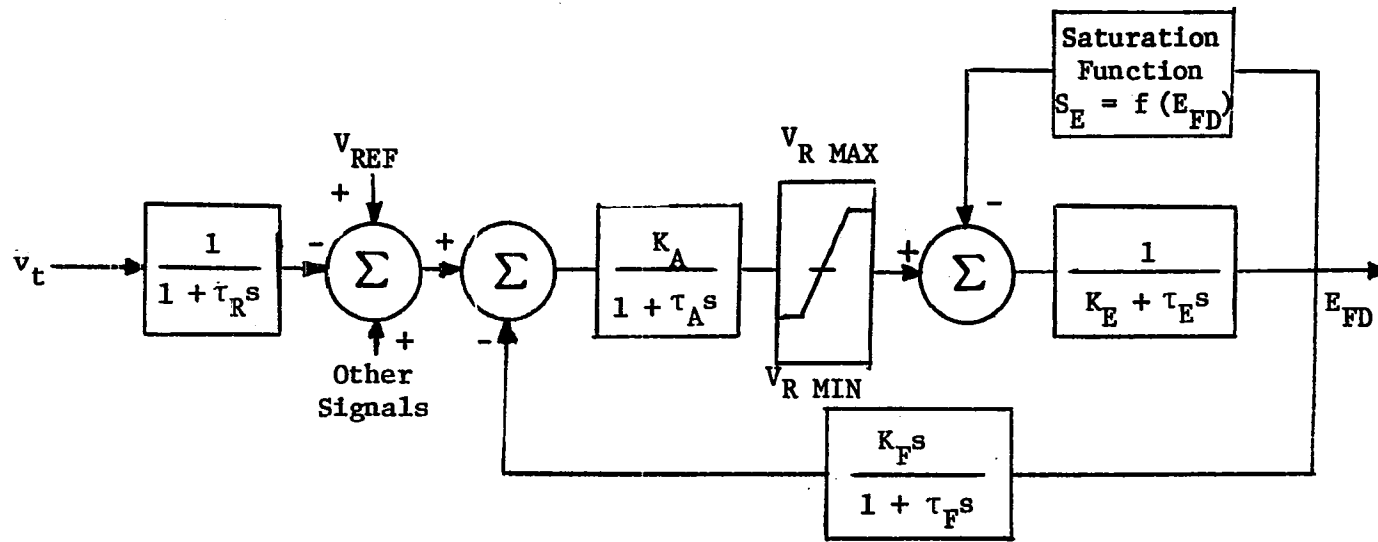 Saturation
Function
S_E = f(E_FD)
V_REF
+
V_R MAX
v_t
1
1 + τ_R s
-
Σ
+
Σ
K_A
1 + τ_A s
+
Σ
-
1
K_E + τ_E s
E_FD
+
Other
Signals
-
V_R MIN
K_F s
1 + τ_F s